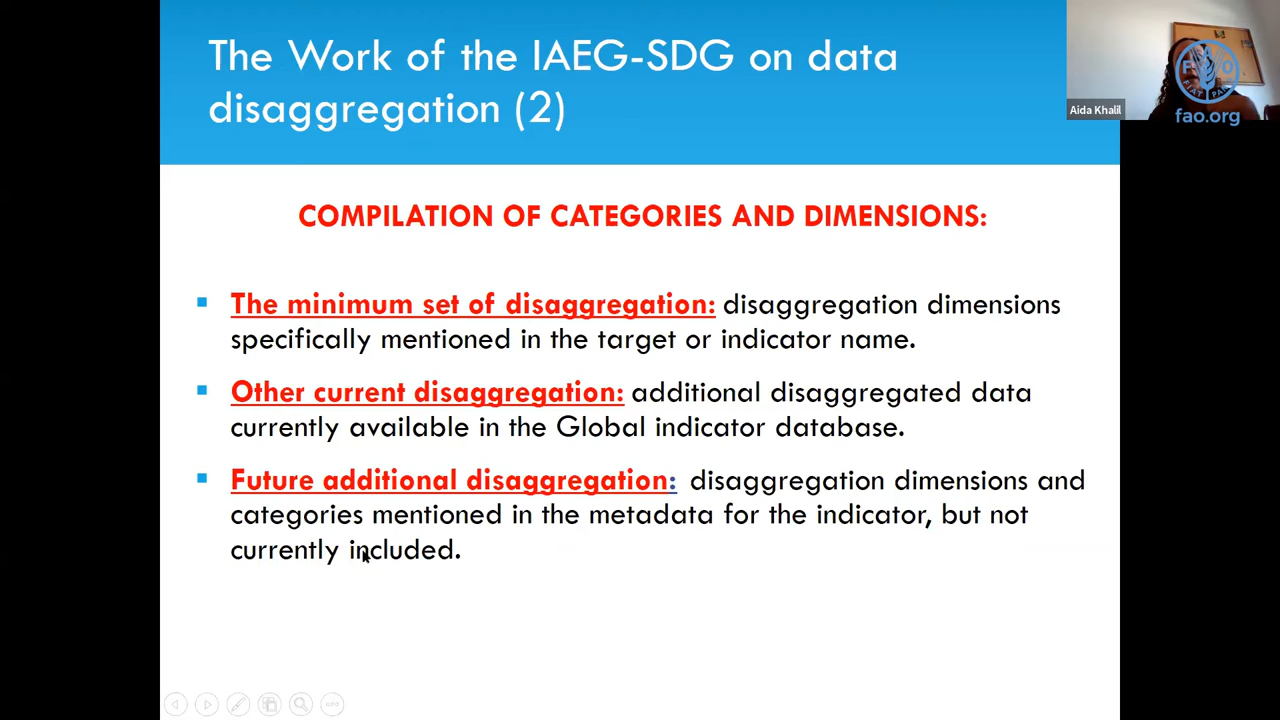 The Work of the IAEG-SDG on data
disaggregation (2)
Aida Khalil
fao.org
COMPILATION OF CATEGORIES AND DIMENSIONS:
The minimum set of disaggregation: disaggregation dimensions
specifically mentioned in the target or indicator name.
Other current disaggregation: additional disaggregated data
currently available in the Global indicator database.
Future additional disaggregation: disaggregation dimensions and
categories mentioned in the metadata for the indicator, but not
currently included.